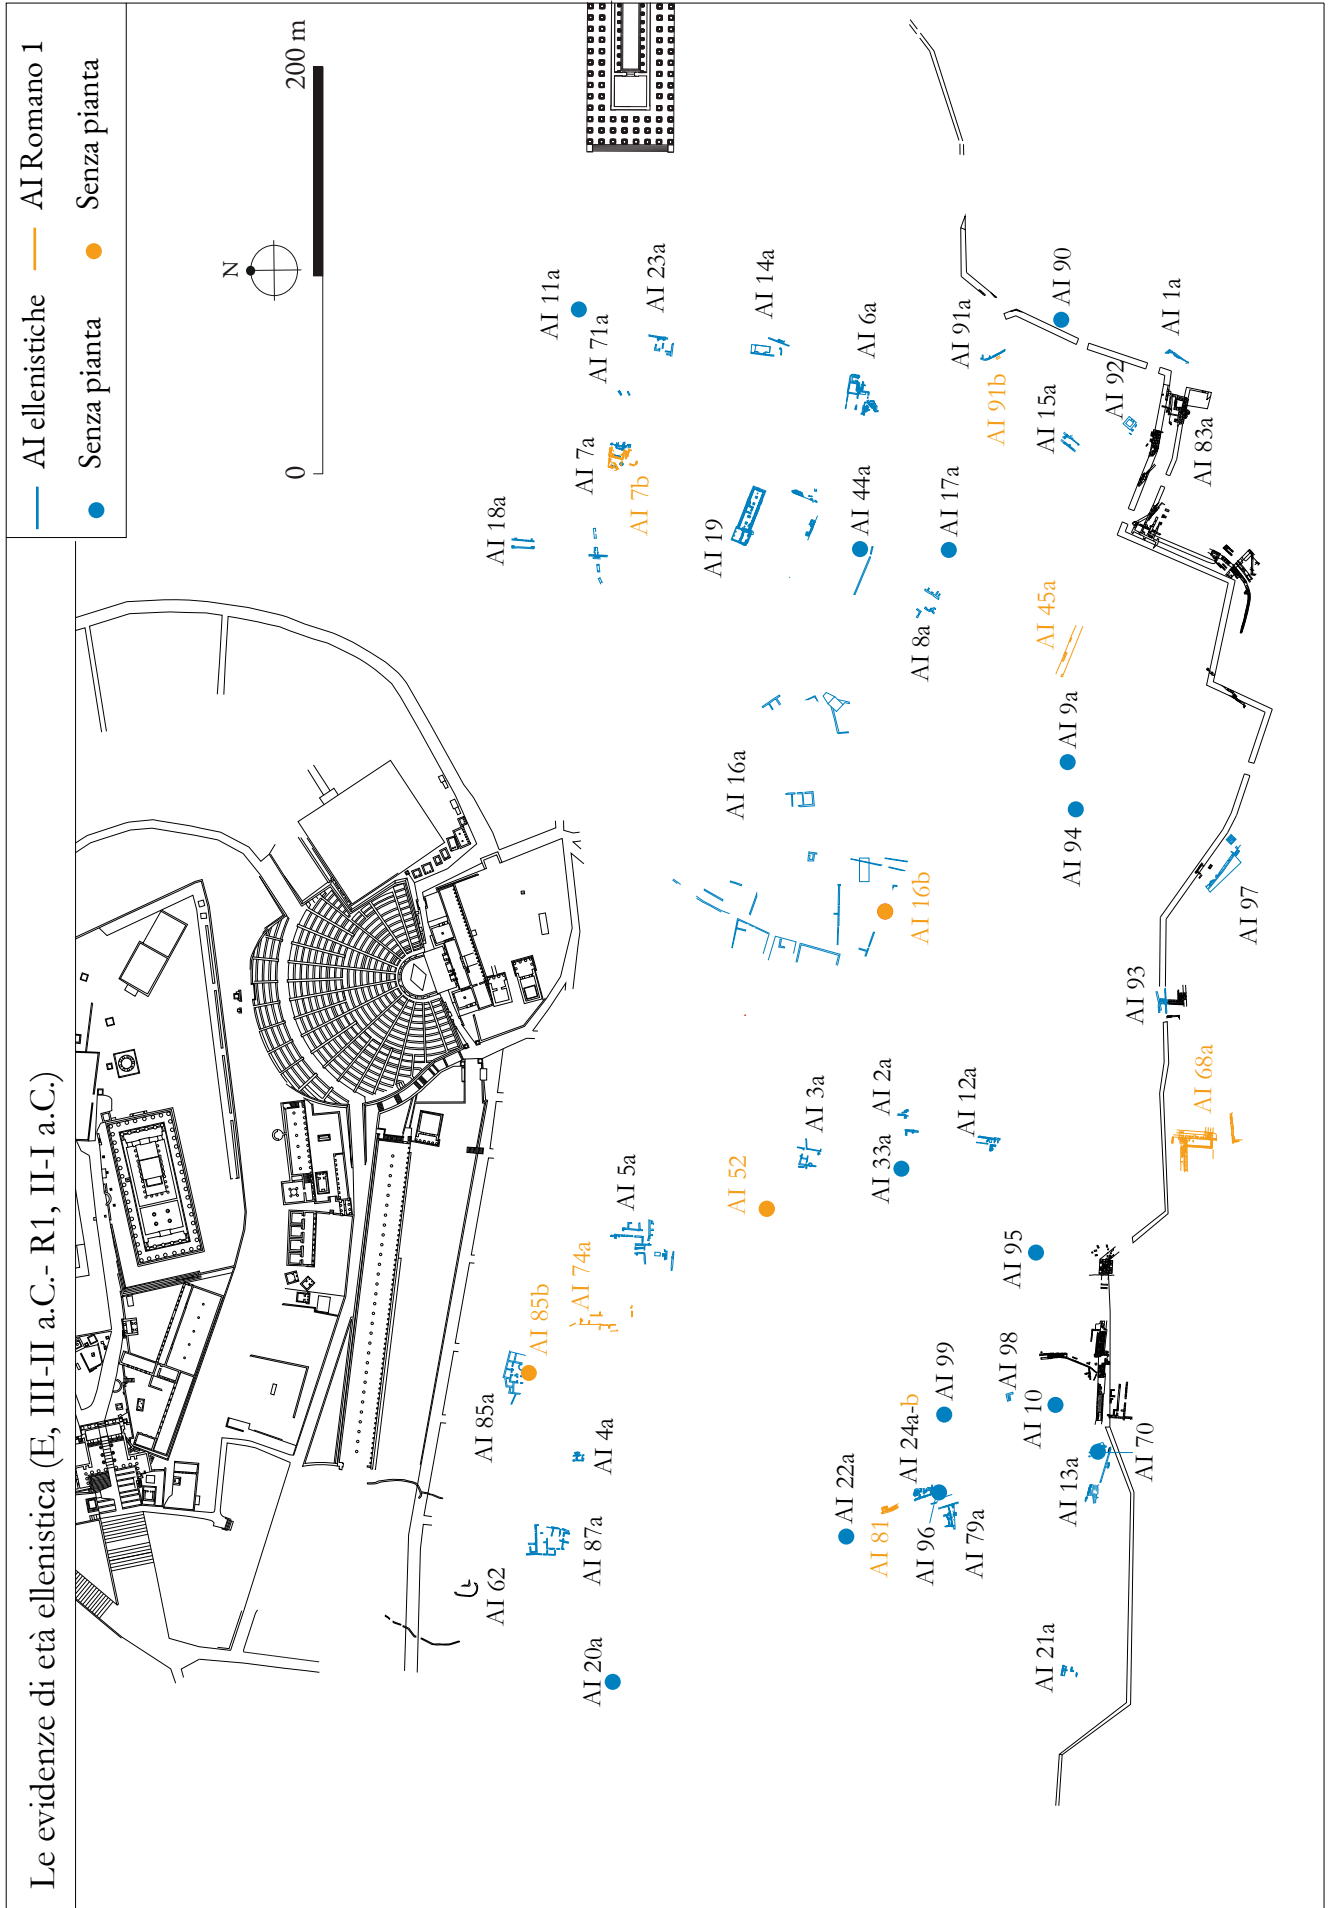 Le evidenze di età ellenistica (E, III-II a.C.- R1, II-I a.C.)
AI ellenistiche
AI Romano 1
Senza pianta
Senza pianta
N
0
200 m
AI 11a
AI 71a
AI 23a
AI 14a
AI 6a
AI 91a
AI 91b
AI 90
AI 1a
AI 92
AI 15a
AI 83a
AI 7a
AI 7b
AI 18a
AI 19
AI 44a
AI 17a
AI 8a
AI 45a
AI 9a
AI 94
AI 16a
AI 16b
AI 97
AI 93
AI 68a
AI 3a
AI 2a
AI 33a
AI 12a
AI 52
AI 5a
AI 74a
AI 85b
AI 85a
AI 4a
AI 87a
AI 62
AI 20a
AI 95
AI 98
AI 99
AI 10
AI 24a-b
AI 22a
AI 81
AI 96
AI 79a
AI 13a
AI 70
AI 21a